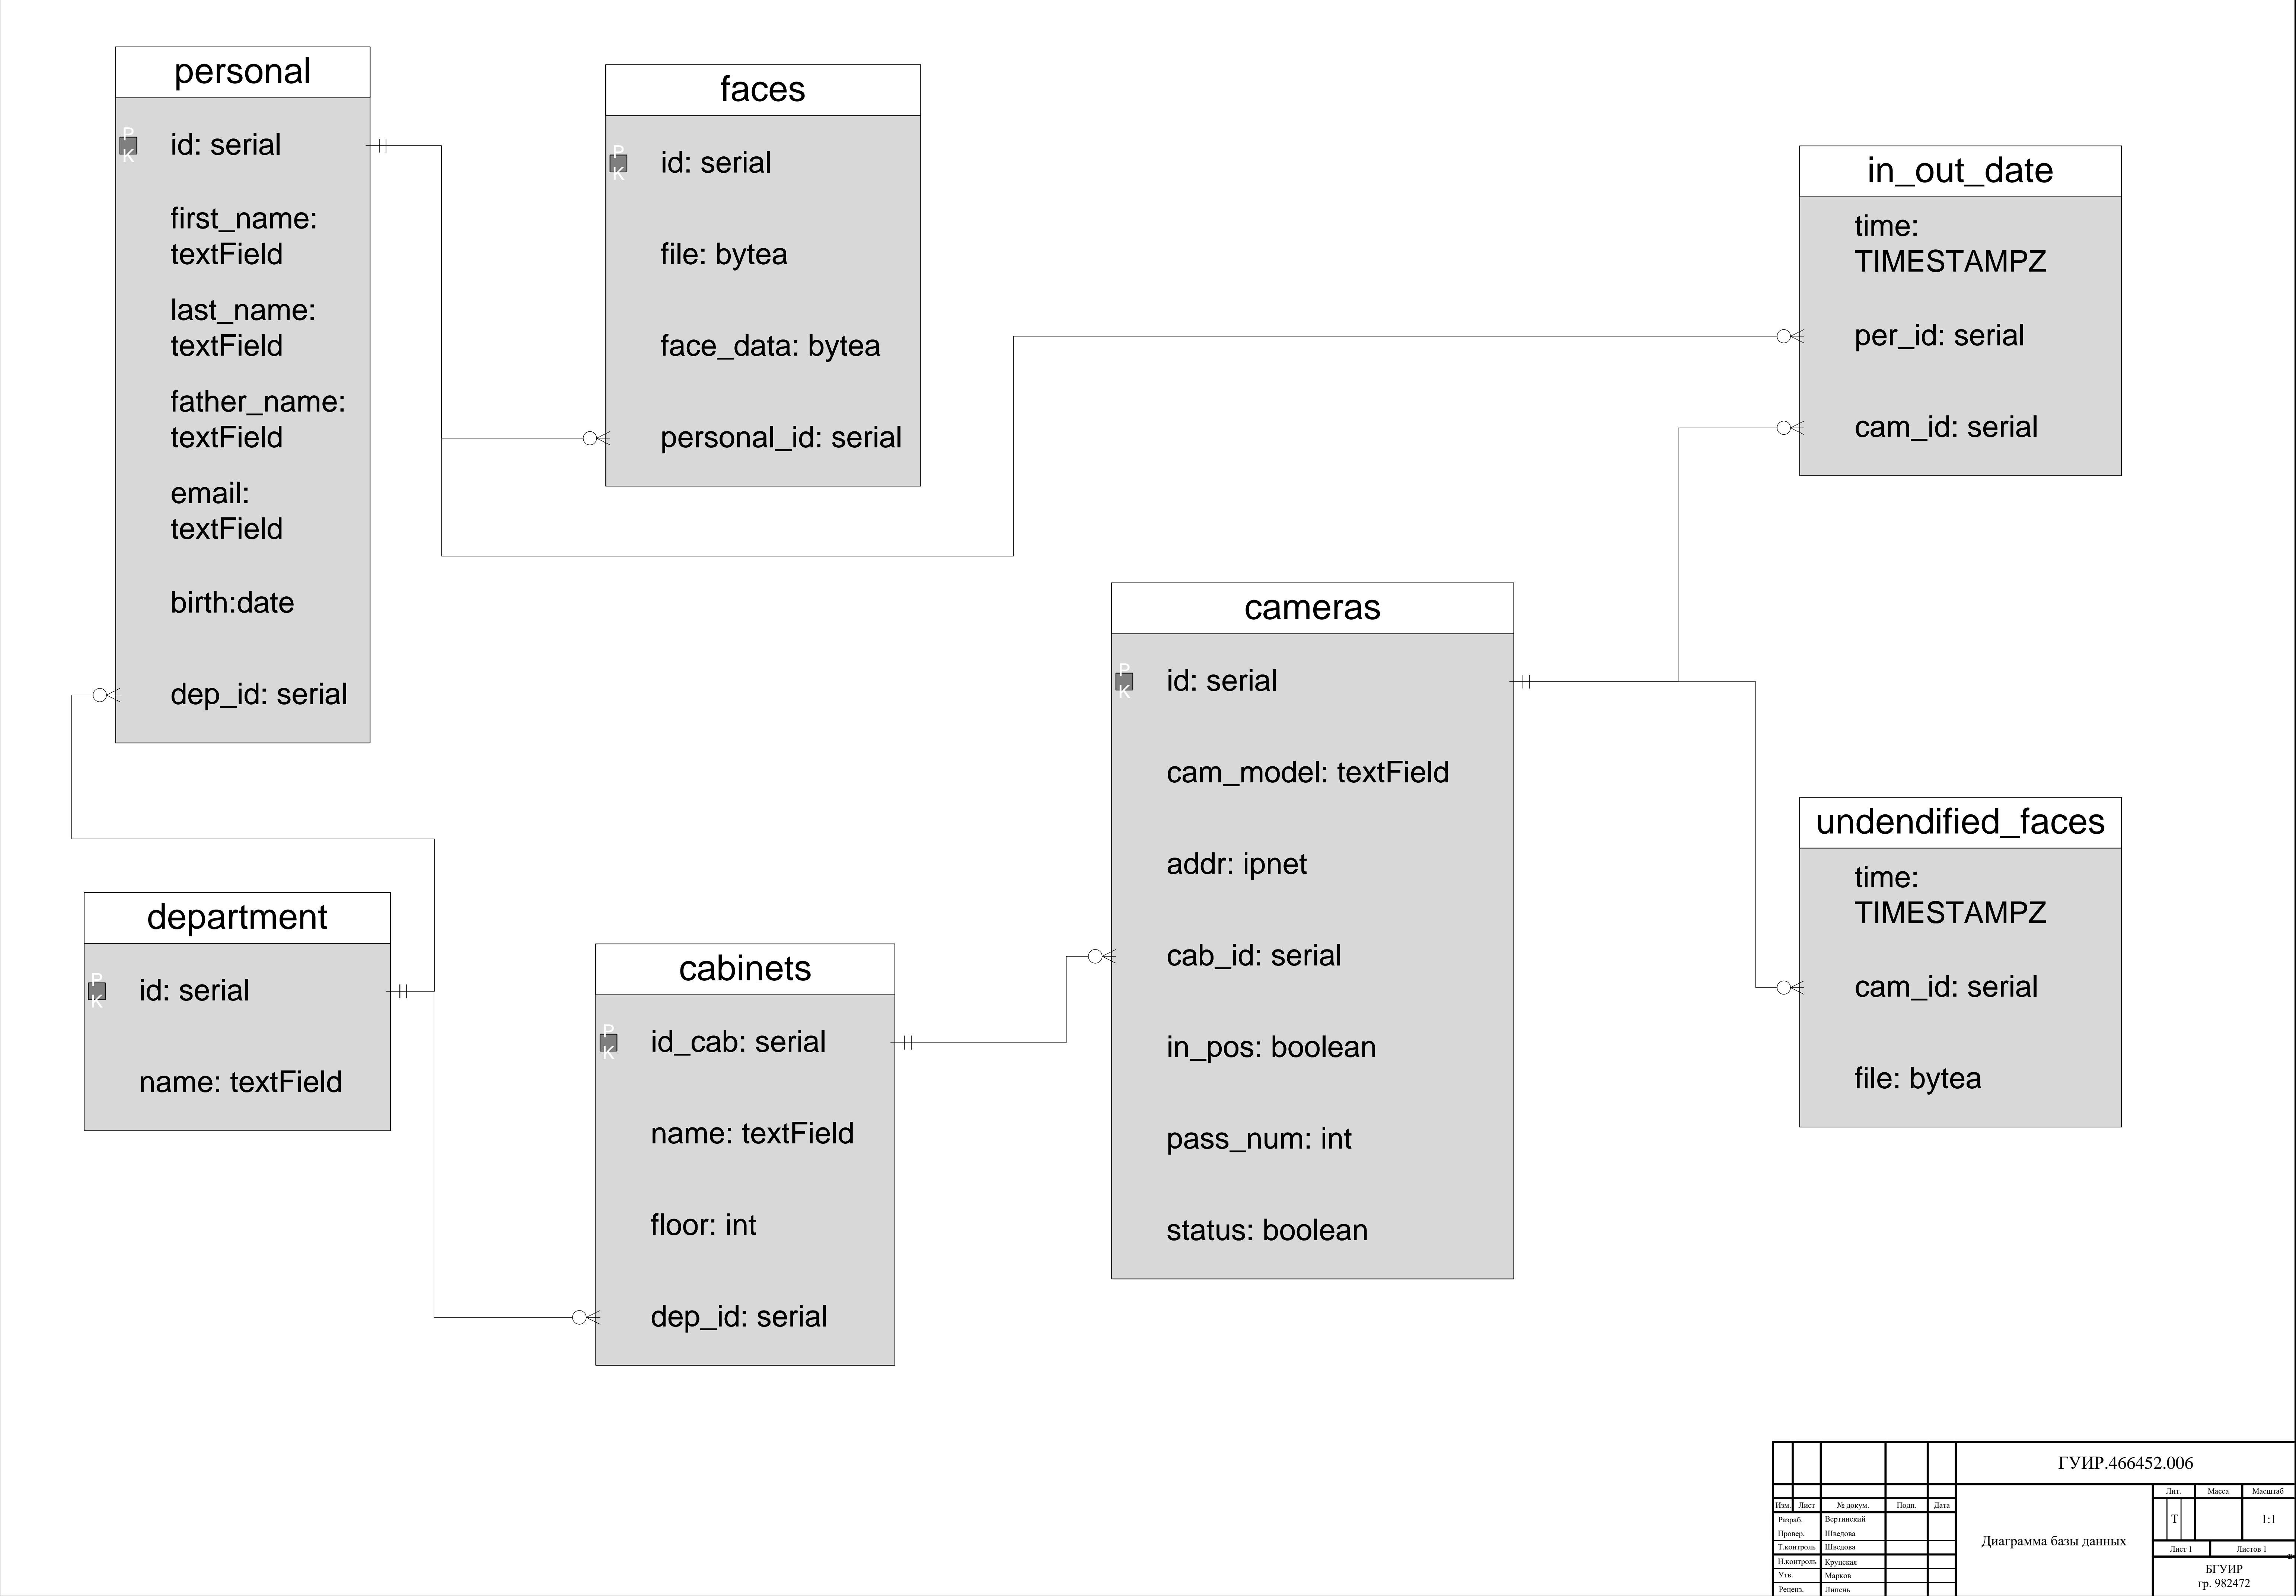 personal
PK
id: serial
first_name:
textField
last_name:
textField
father_name:
textField
email:
textField
birth:date
dep_id: serial
faces
PK
id: serial
file: bytea
face_data: bytea
personal_id: serial
in_out_date
time:
TIMESTAMPZ
per_id: serial
cam_id: serial
cameras
PK
id: serial
cam_model: textField
addr: ipnet
cab_id: serial
in_pos: boolean
pass_num: int
status: boolean
undendified_faces
time:
TIMESTAMPZ
cam_id: serial
file: bytea
department
PK
id: serial
name: textField
cabinets
PK
id_cab: serial
name: textField
floor: int
dep_id: serial
ГУИР.466452.006
Изм. Лист № докум. Подп. Дата
Разраб. Вертинский
Провер. Шведова
Т.контроль Шведова
Н.контроль Крупская
Утв. Марков
Реценз. Липень
Диаграмма базы данных
Лит. Масса Масштаб
Т 1:1
Лист 1 Листов 1
БГУИР
гр. 982472